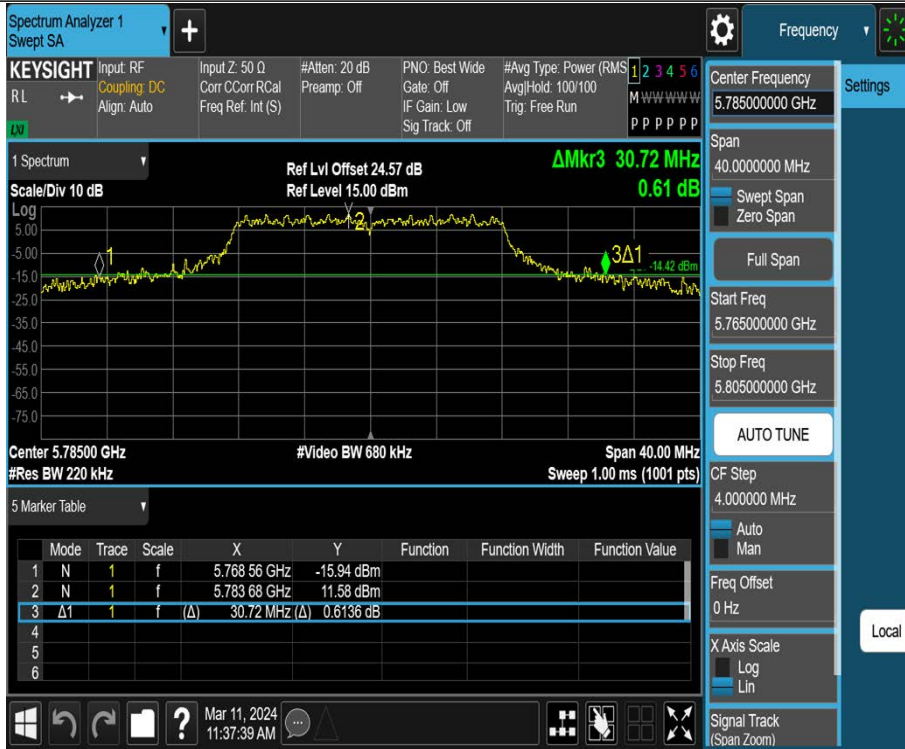 Spectrum Analyzer 1
Swept SA
+
Frequency
KEYSIGHT
RL
LXI
Input: RF
Coupling: DC
Align: Auto
Input Z: 50 Ω
Corr CCorr RCal
Freq Ref: Int (S)
#Atten: 20 dB
Preamp: Off
PNO: Best Wide
Gate: Off
IF Gain: Low
Sig Track: Off
#Avg Type: Power (RMS
Avg|Hold: 100/100
Trig: Free Run
1 2 3 4 5 6
M W W W W W
P P P P P P
1 Spectrum
Scale/Div 10 dB
Ref Lvl Offset 24.57 dB
Ref Level 15.00 dBm
ΔMkr3 30.72 MHz
0.61 dB
Log
5.00
-5.00
-15.0
-25.0
-35.0
-45.0
-55.0
-65.0
-75.0
1
2
3Δ1
-14.42 dBm
Center 5.78500 GHz
#Video BW 680 kHz
Span 40.00 MHz
#Res BW 220 kHz
Sweep 1.00 ms (1001 pts)
5 Marker Table
Mode Trace Scale X Y Function Function Width Function Value
1 N 1 f 5.768 56 GHz -15.94 dBm
2 N 1 f 5.783 68 GHz 11.58 dBm
3 Δ1 1 f (Δ) 30.72 MHz (Δ) 0.6136 dB
4
5
6
?
Mar 11, 2024
11:37:39 AM
Center Frequency
5.785000000 GHz
Settings
Span
40.0000000 MHz
Swept Span
Zero Span
Full Span
Start Freq
5.765000000 GHz
Stop Freq
5.805000000 GHz
AUTO TUNE
CF Step
4.000000 MHz
Auto
Man
Freq Offset
0 Hz
Local
X Axis Scale
Log
Lin
Signal Track
(Span Zoom)